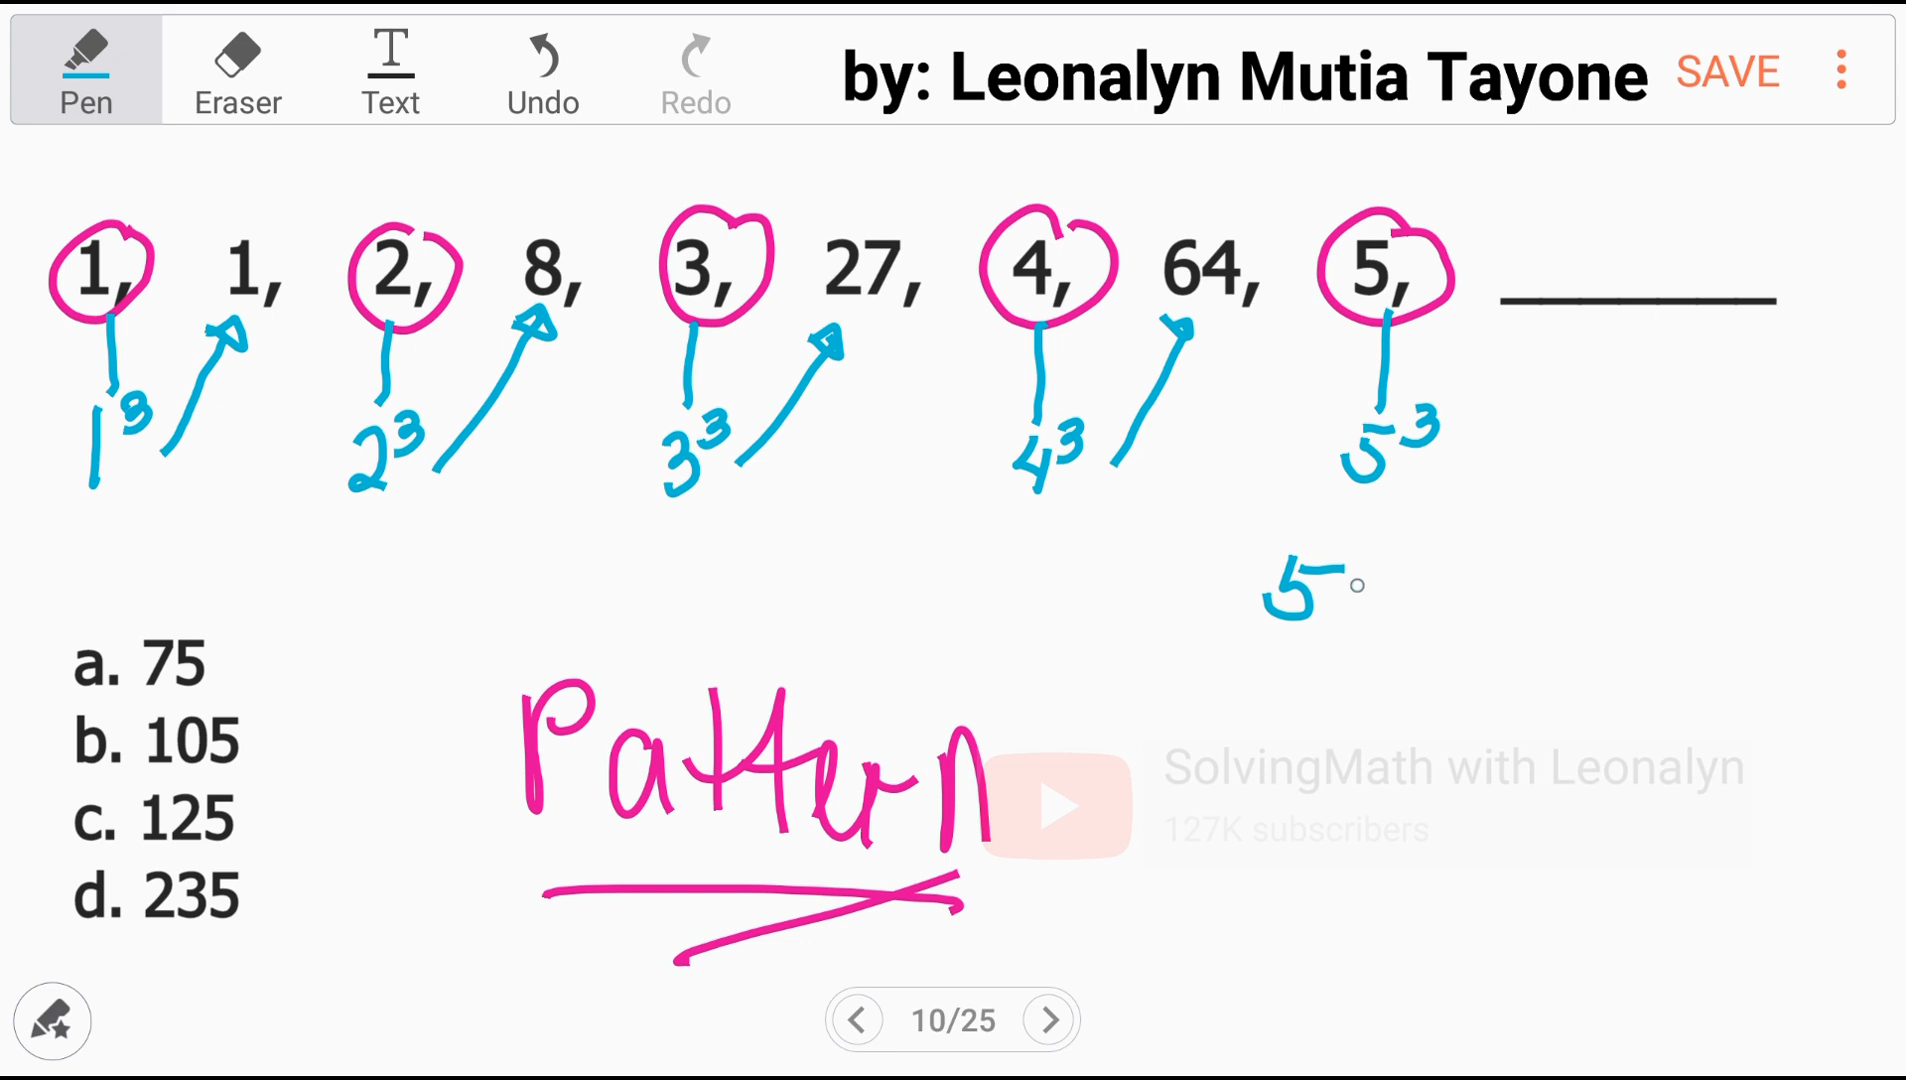 Pen Eraser Text Undo Redo by: Leonalyn Mutia Tayone SAVE
1, 1, 2, 8, 3, 27, 4, 64, 5, ________
1³ 2³ 3³ 4³ 5³
5
a. 75
b. 105
c. 125
d. 235
Pattern
SolvingMath with Leonalyn
127K subscribers
10/25